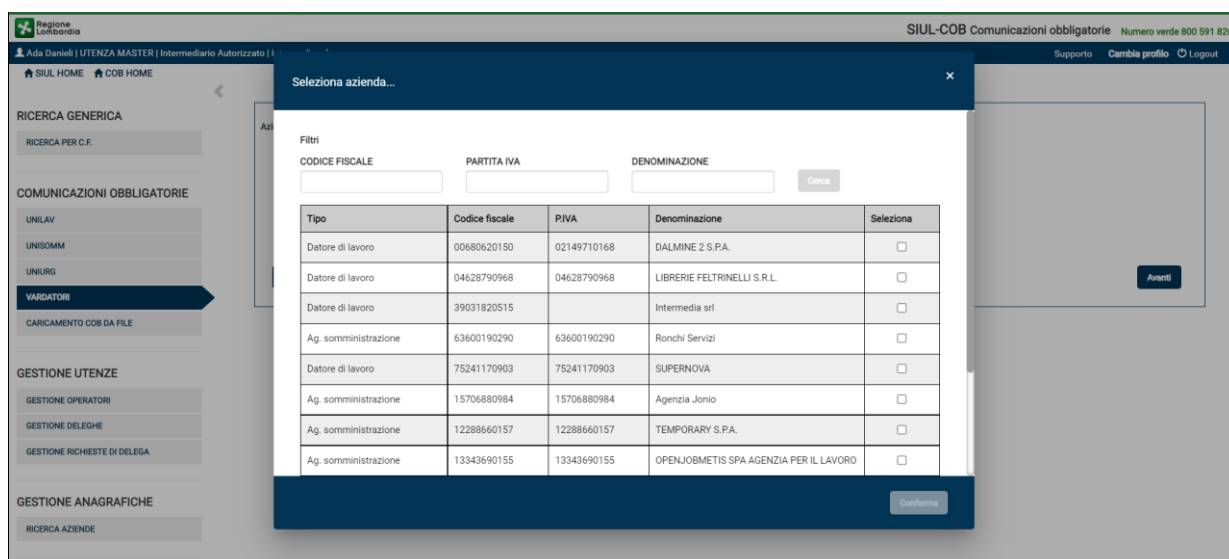 Regione
Lombardia
SIUL-COB Comunicazioni obbligatorie Numero verde 800 591 826
Ada Danieli | UTENZA MASTER | Intermediario Autorizzato |
Supporto Cambia profilo Logout
SIUL HOME COB HOME
Seleziona azienda...
×
RICERCA GENERICA
RICERCA PER C.F.
COMUNICAZIONI OBBLIGATORIE
UNILAV
UNISOMM
UNIURG
VARDATORI
CARICAMENTO COB DA FILE
GESTIONE UTENZE
GESTIONE OPERATORI
GESTIONE DELEGHE
GESTIONE RICHIESTE DI DELEGA
GESTIONE ANAGRAFICHE
RICERCA AZIENDE
Filtri
CODICE FISCALE PARTITA IVA DENOMINAZIONE
Cerca
Tipo Codice fiscale P.IVA Denominazione Seleziona
Datore di lavoro 00680620150 02149710168 DALMINE 2 S.P.A.
Datore di lavoro 04628790968 04628790968 LIBRERIE FELTRINELLI S.R.L.
Datore di lavoro 39031820515 Intermedia srl
Ag. somministrazione 63600190290 63600190290 Ronchi Servizi
Datore di lavoro 75241170903 75241170903 SUPERNOVA
Ag. somministrazione 15706880984 15706880984 Agenzia Jonio
Ag. somministrazione 12288660157 12288660157 TEMPORARY S.P.A.
Ag. somministrazione 13343690155 13343690155 OPENJOBMETIS SPA AGENZIA PER IL LAVORO
Conferma
Avanti